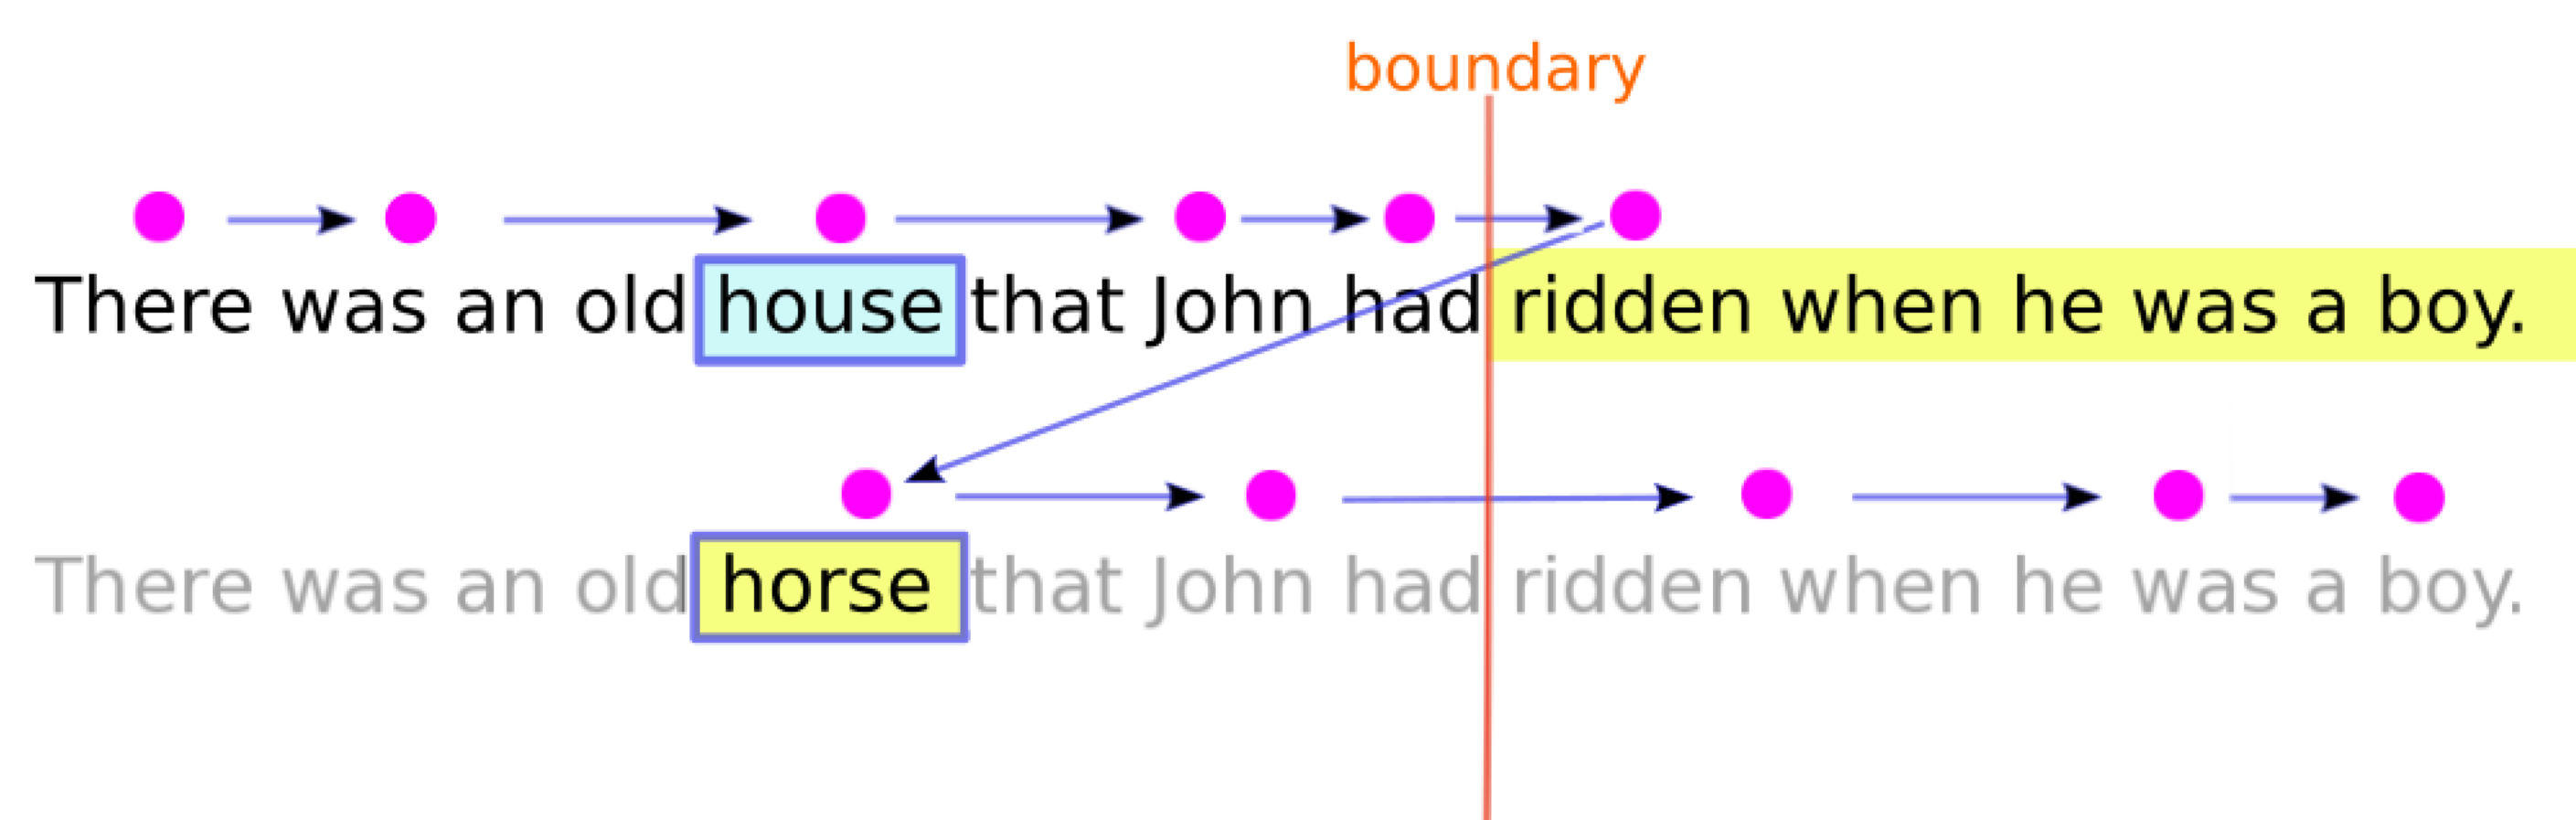 boundary
There was an old house that John had ridden when he was a boy.
There was an old horse that John had ridden when he was a boy.